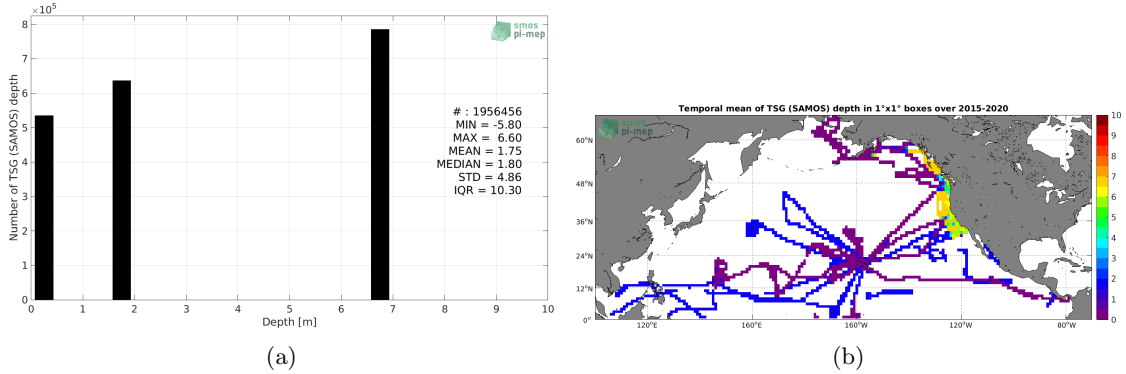 ×10⁵
8
7
6
5
4
3
2
1
0
Number of TSG (SAMOS) depth
smos
pi-mep
# : 1956456
MIN = -5.80
MAX = 6.60
MEAN = 1.75
MEDIAN = 1.80
STD = 4.86
IQR = 10.30
0 1 2 3 4 5 6 7 8 9 10
Depth [m]
(a)
Temporal mean of TSG (SAMOS) depth in 1°x1° boxes over 2015-2020
smos
pi-mep
60°N
48°N
36°N
24°N
12°N
0°
120°E 160°E 160°W 120°W 80°W
10
9
8
7
6
5
4
3
2
1
0
(b)